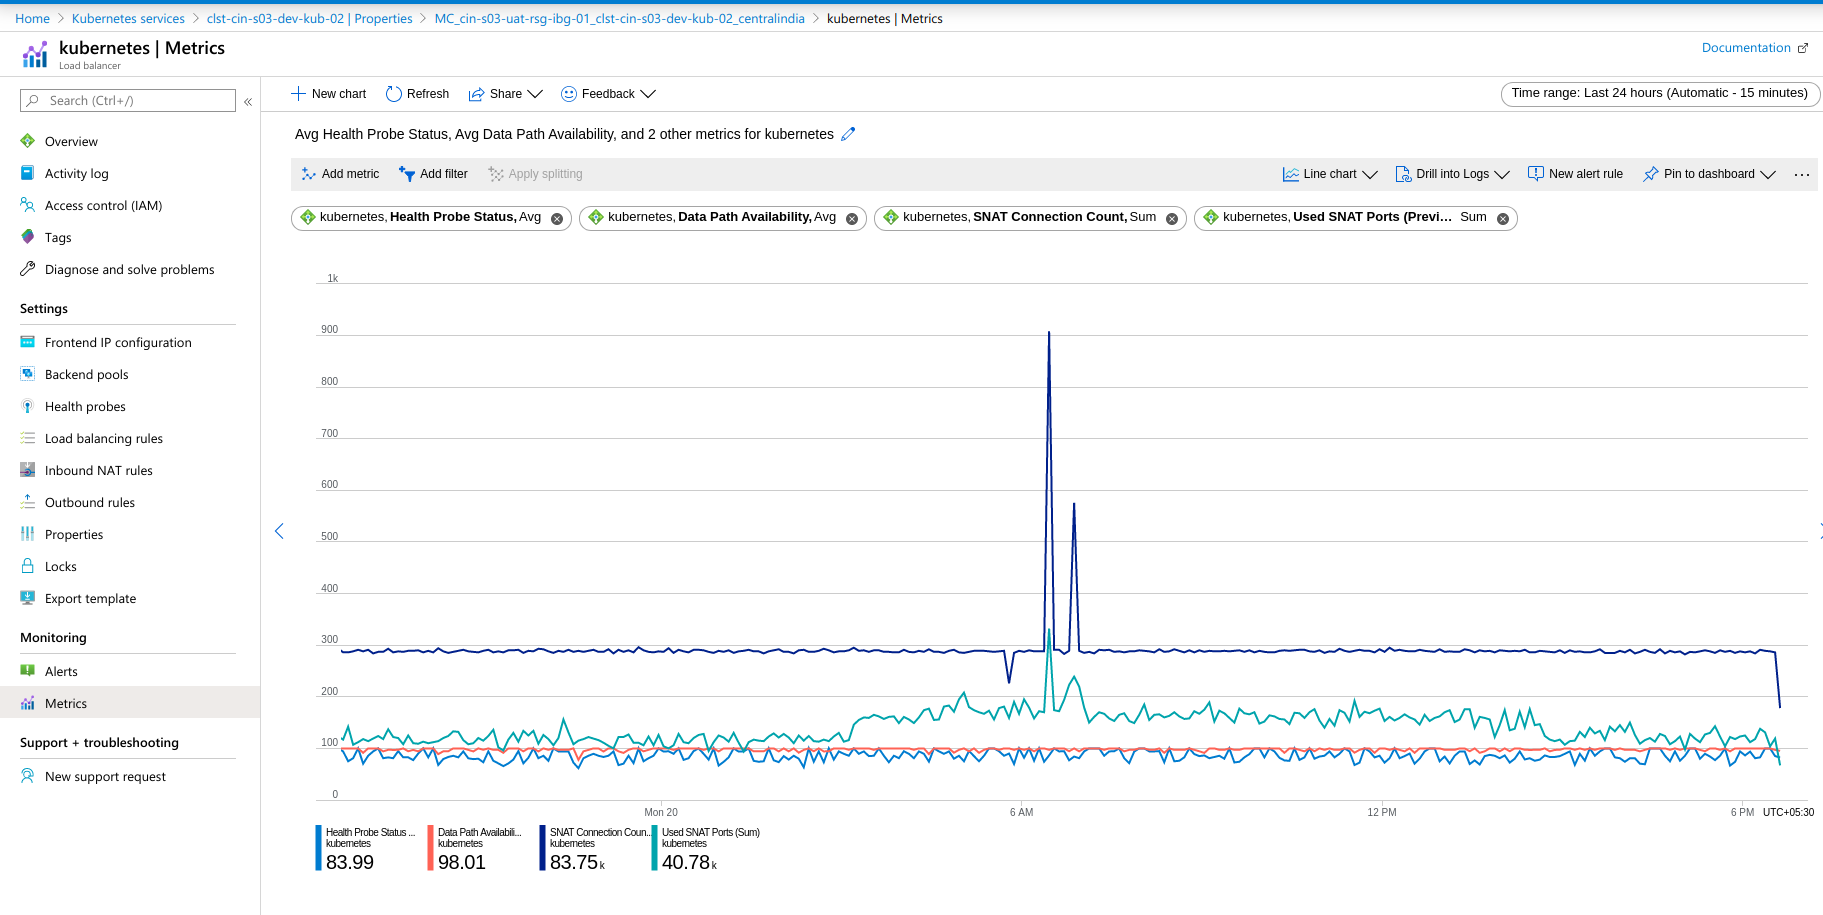 Home > Kubernetes services > clst-cin-s03-dev-kub-02 | Properties > MC_cin-s03-uat-rsg-ibg-01_clst-cin-s03-dev-kub-02_centralindia > kubernetes | Metrics
kubernetes | Metrics
Load balancer
Documentation
Search (Ctrl+/)
«
Overview
Activity log
Access control (IAM)
Tags
Diagnose and solve problems
Settings
Frontend IP configuration
Backend pools
Health probes
Load balancing rules
Inbound NAT rules
Outbound rules
Properties
Locks
Export template
Monitoring
Alerts
Metrics
Support + troubleshooting
New support request
New chart Refresh Share Feedback
Time range: Last 24 hours (Automatic - 15 minutes)
Avg Health Probe Status, Avg Data Path Availability, and 2 other metrics for kubernetes
Add metric Add filter Apply splitting Line chart Drill into Logs New alert rule Pin to dashboard ...
kubernetes, Health Probe Status, Avg
kubernetes, Data Path Availability, Avg
kubernetes, SNAT Connection Count, Sum
kubernetes, Used SNAT Ports (Previ... Sum
1k
900
800
700
600
500
400
300
200
100
0
Mon 20 6 AM 12 PM 6 PM UTC+05:30
Health Probe Status ...
kubernetes
83.99
Data Path Availabili...
kubernetes
98.01
SNAT Connection Coun...
kubernetes
83.75 k
Used SNAT Ports (Sum)
kubernetes
40.78 k